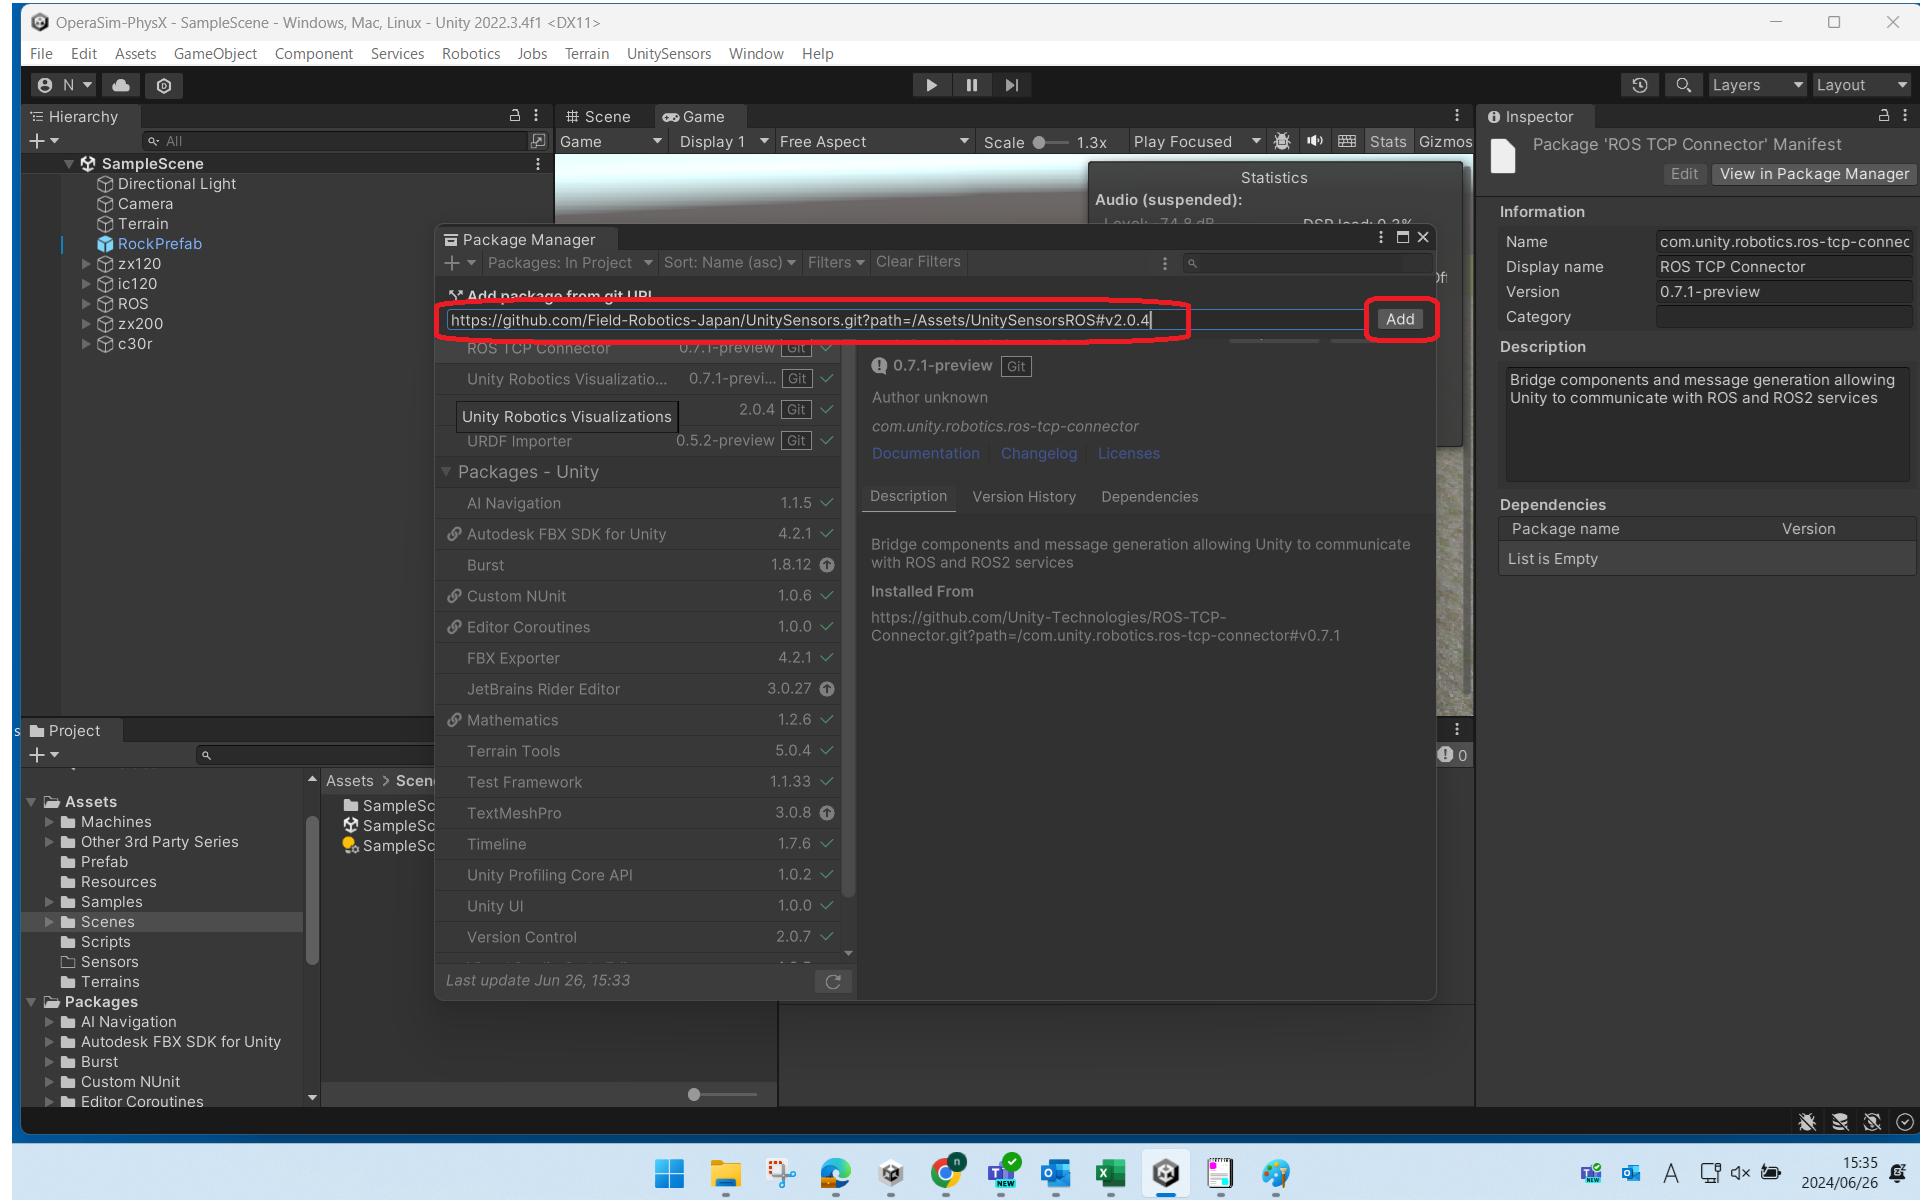 OperaSim-PhysX - SampleScene - Windows, Mac, Linux - Unity 2022.3.4f1 <DX11>
File Edit Assets GameObject Component Services Robotics Jobs Terrain UnitySensors Window Help
N Layers Layout
Hierarchy
All
SampleScene
Directional Light
Camera
Terrain
RockPrefab
zx120
ic120
ROS
zx200
c30r
Scene Game
Game Display 1 Free Aspect Scale 1.3x Play Focused Stats Gizmos
Statistics
Audio (suspended):
Level: -74.8 dB DSP load: 0.2%
Package Manager
Packages: In Project Sort: Name (asc) Filters Clear Filters
Add package from git URL
https://github.com/Field-Robotics-Japan/UnitySensors.git?path=/Assets/UnitySensorsROS#v2.0.4 Add
ROS TCP Connector 0.7.1-preview Git
Unity Robotics Visualizatio... 0.7.1-previ... Git
Unity Robotics Visualizations 2.0.4 Git
URDF Importer 0.5.2-preview Git
Packages - Unity
AI Navigation 1.1.5
Autodesk FBX SDK for Unity 4.2.1
Burst 1.8.12
Custom NUnit 1.0.6
Editor Coroutines 1.0.0
FBX Exporter 4.2.1
JetBrains Rider Editor 3.0.27
Mathematics 1.2.6
Terrain Tools 5.0.4
Test Framework 1.1.33
TextMeshPro 3.0.8
Timeline 1.7.6
Unity Profiling Core API 1.0.2
Unity UI 1.0.0
Version Control 2.0.7
Last update Jun 26, 15:33
0.7.1-preview Git
Author unknown
com.unity.robotics.ros-tcp-connector
Documentation Changelog Licenses
Description Version History Dependencies
Bridge components and message generation allowing Unity to communicate
with ROS and ROS2 services
Installed From
https://github.com/Unity-Technologies/ROS-TCP-
Connector.git?path=/com.unity.robotics.ros-tcp-connector#v0.7.1
Inspector
Package 'ROS TCP Connector' Manifest
Edit View in Package Manager
Information
Name com.unity.robotics.ros-tcp-connec
Display name ROS TCP Connector
Version 0.7.1-preview
Category
Description
Bridge components and message generation allowing
Unity to communicate with ROS and ROS2 services
Dependencies
Package name Version
List is Empty
Project
0
Assets
Machines
Other 3rd Party Series
Prefab
Resources
Samples
Scenes
Scripts
Sensors
Terrains
Packages
AI Navigation
Autodesk FBX SDK for Unity
Burst
Custom NUnit
Editor Coroutines
Assets > Scen
SampleSc
SampleSc
SampleSc
n NEW A 15:35
2024/06/26